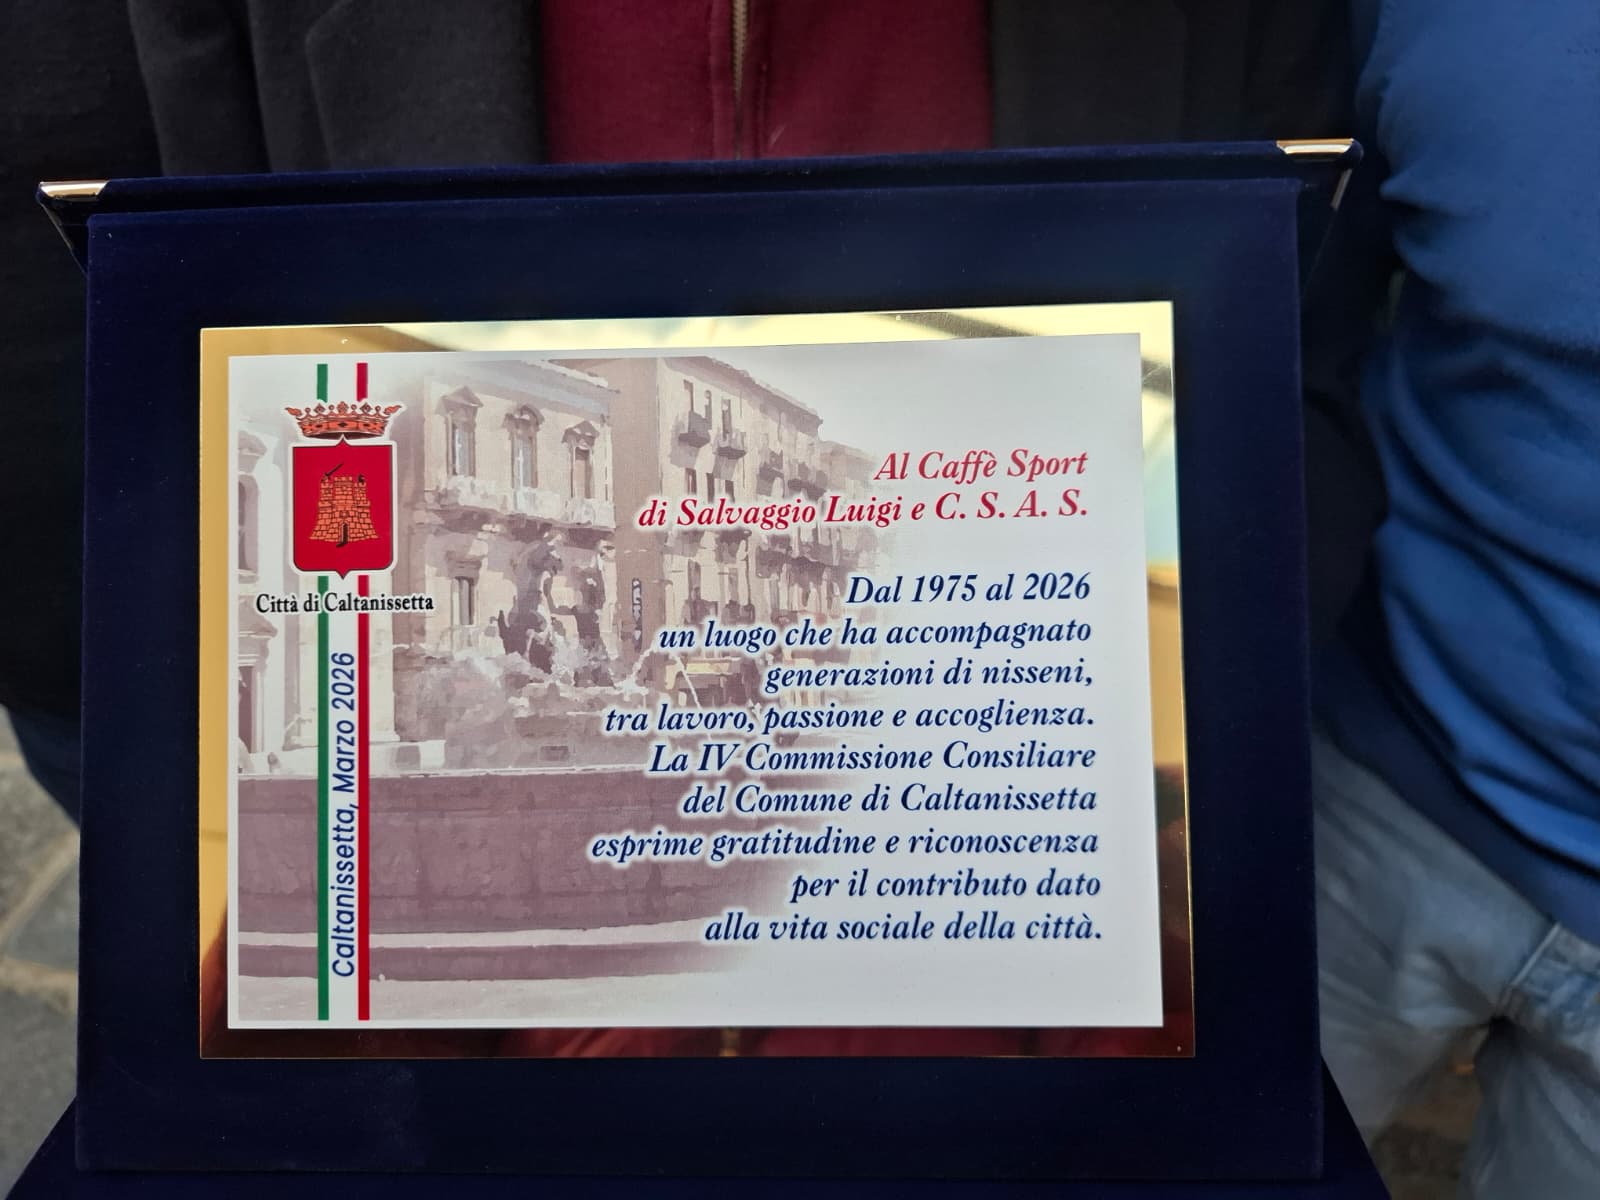 Città di Caltanissetta
Caltanissetta, Marzo 2026
Al Caffè Sport
di Salvaggio Luigi e C. S. A. S.
Dal 1975 al 2026
un luogo che ha accompagnato
generazioni di nisseni,
tra lavoro, passione e accoglienza.
La IV Commissione Consiliare
del Comune di Caltanissetta
esprime gratitudine e riconoscenza
per il contributo dato
alla vita sociale della città.